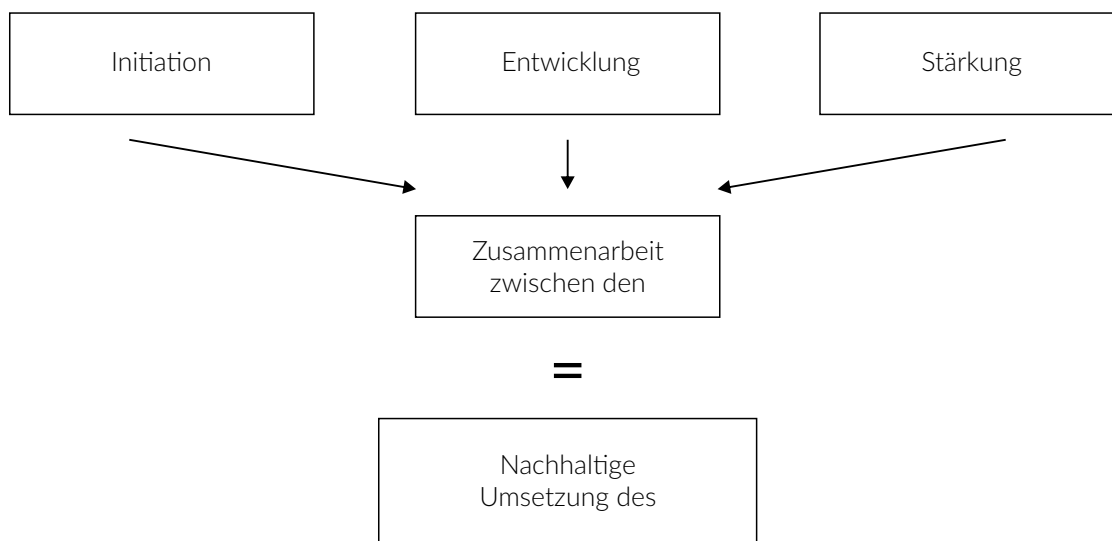 Initiation
Entwicklung
Stärkung
Zusammenarbeit
zwischen den
=
Nachhaltige
Umsetzung des